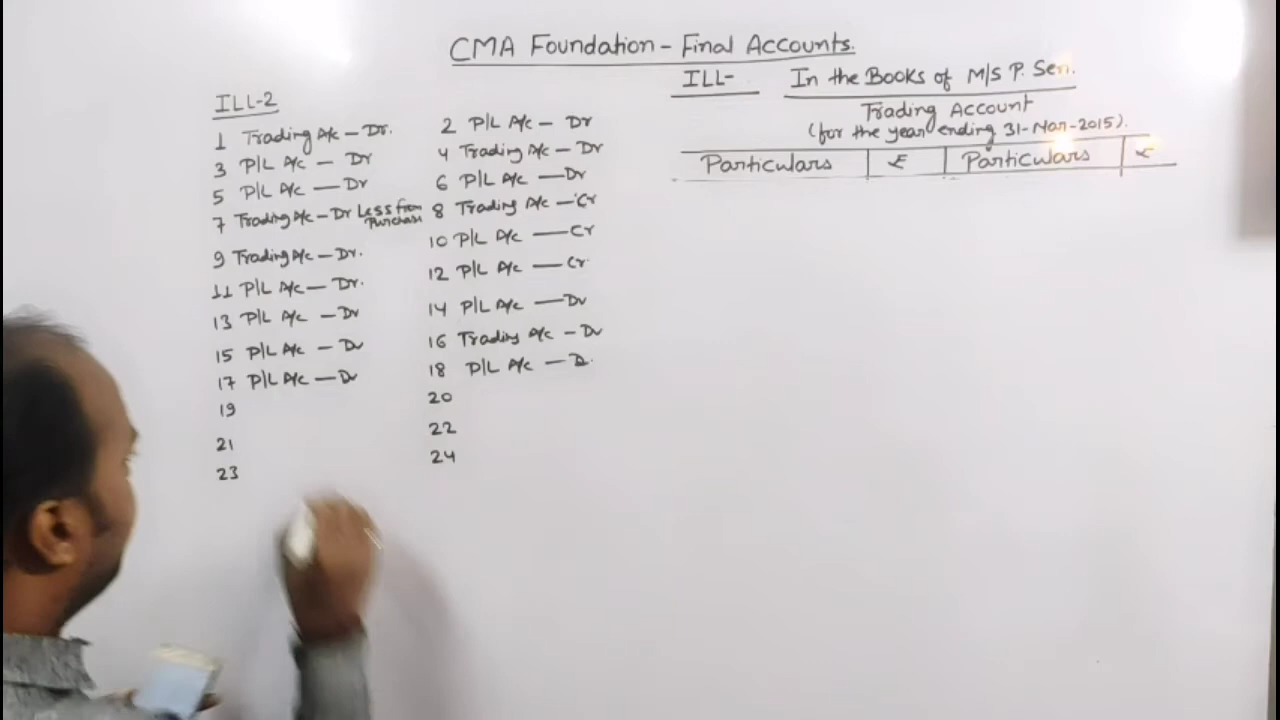 CMA Foundation - Final Accounts.
ILL-2
1 Trading A/c - Dr.
2 P/L A/c - Dr
3 P/L A/c - Dr
4 Trading A/c - Dr
5 P/L A/c - Dr
6 P/L A/c - Dr
7 Trading A/c - Dr Less from Purchase
8 Trading A/c - Cr
9 Trading A/c - Dr.
10 P/L A/c - Cr
11 P/L A/c - Dr.
12 P/L A/c - Cr
13 P/L A/c - Dr
14 P/L A/c - Dr
15 P/L A/c - Dr
16 Trading A/c - Dr
17 P/L A/c - Dr
18 P/L A/c - D.
19
20
21
22
23
24
ILL- In the Books of M/S P. Sen.
Trading Account
(for the year ending 31-Mar-2015).
Particulars ₹ Particulars ₹